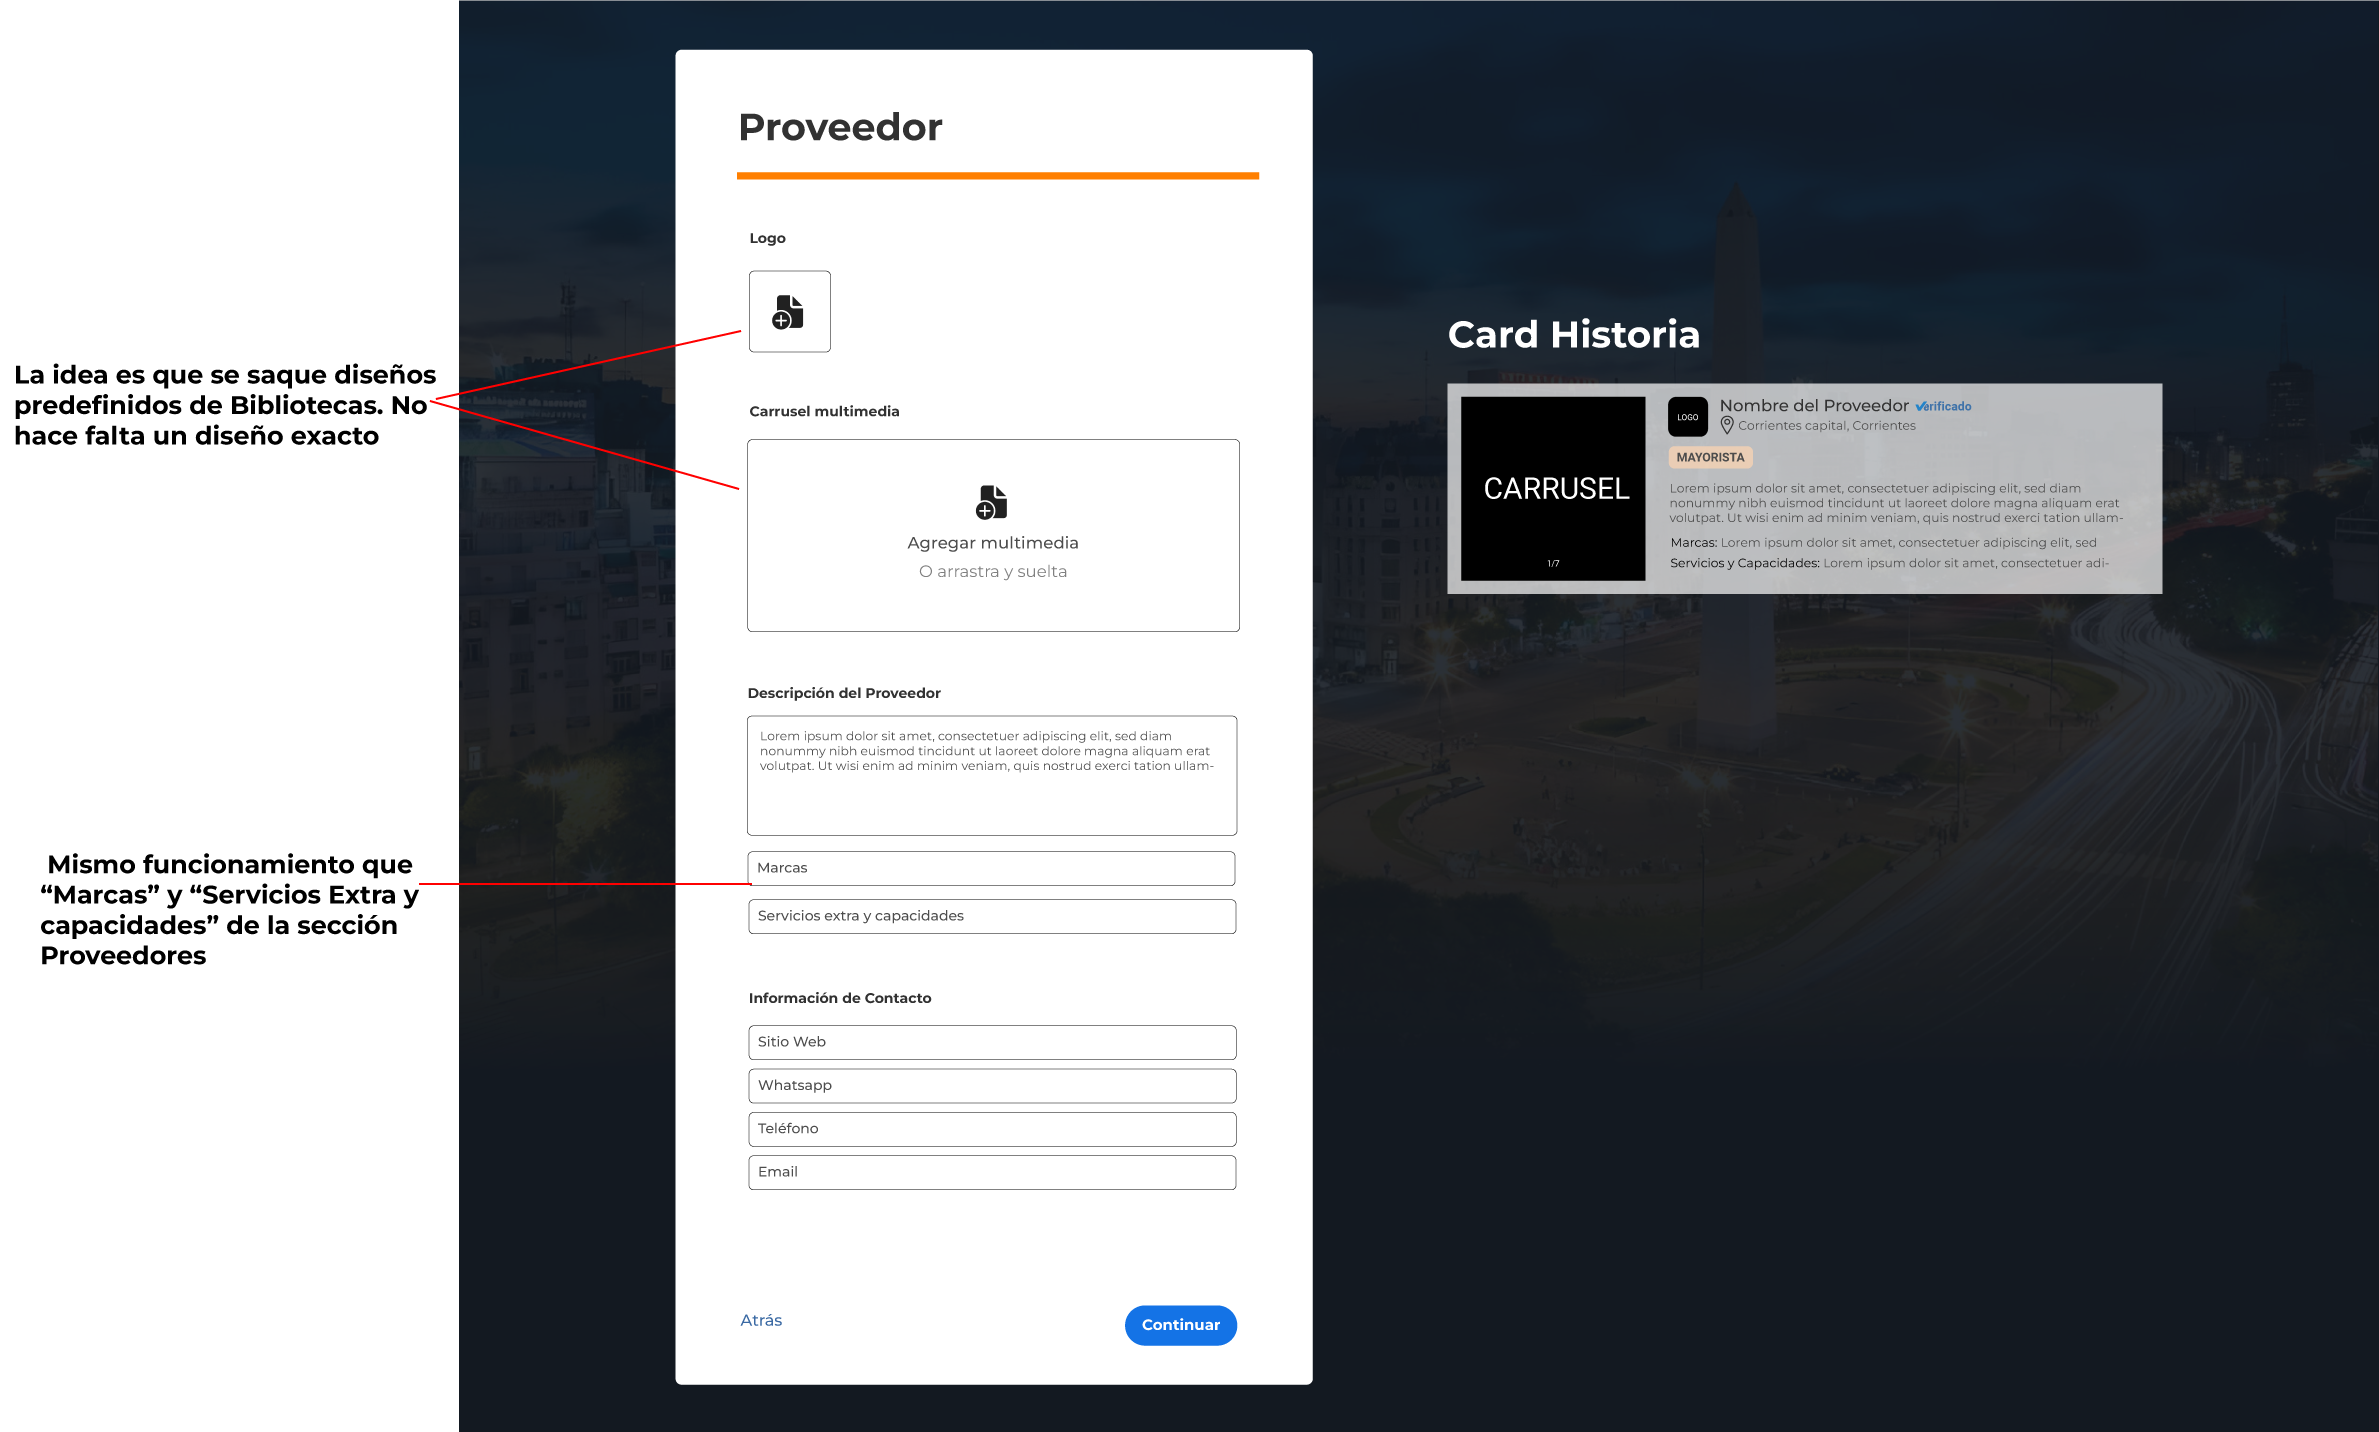 La idea es que se saque diseños
predefinidos de Bibliotecas. No
hace falta un diseño exacto
Mismo funcionamiento que
“Marcas” y “Servicios Extra y
capacidades” de la sección
Proveedores
Proveedor
Logo
Carrusel multimedia
Agregar multimedia
O arrastra y suelta
Descripción del Proveedor
Lorem ipsum dolor sit amet, consectetuer adipiscing elit, sed diam
nonummy nibh euismod tincidunt ut laoreet dolore magna aliquam erat
volutpat. Ut wisi enim ad minim veniam, quis nostrud exerci tation ullam-
Marcas
Servicios extra y capacidades
Información de Contacto
Sitio Web
Whatsapp
Teléfono
Email
Atrás
Continuar
Card Historia
CARRUSEL
1/7
LOGO
Nombre del Proveedor Verificado
Corrientes capital, Corrientes
MAYORISTA
Lorem ipsum dolor sit amet, consectetuer adipiscing elit, sed diam
nonummy nibh euismod tincidunt ut laoreet dolore magna aliquam erat
volutpat. Ut wisi enim ad minim veniam, quis nostrud exerci tation ullam-
Marcas: Lorem ipsum dolor sit amet, consectetuer adipiscing elit, sed
Servicios y Capacidades: Lorem ipsum dolor sit amet, consectetuer adi-